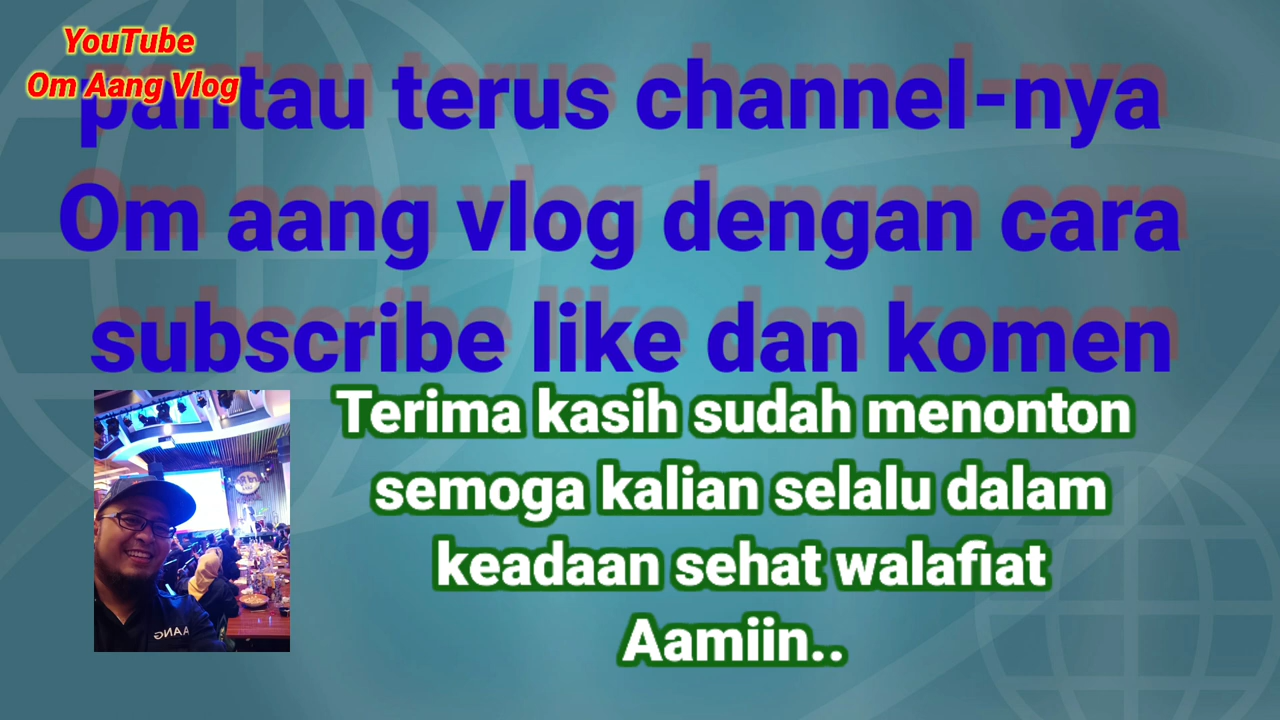 YouTube
Om Aang Vlog
pantau terus channel-nya
Om aang vlog dengan cara
subscribe like dan komen
Terima kasih sudah menonton
semoga kalian selalu dalam
keadaan sehat walafiat
Aamiin..
AANG